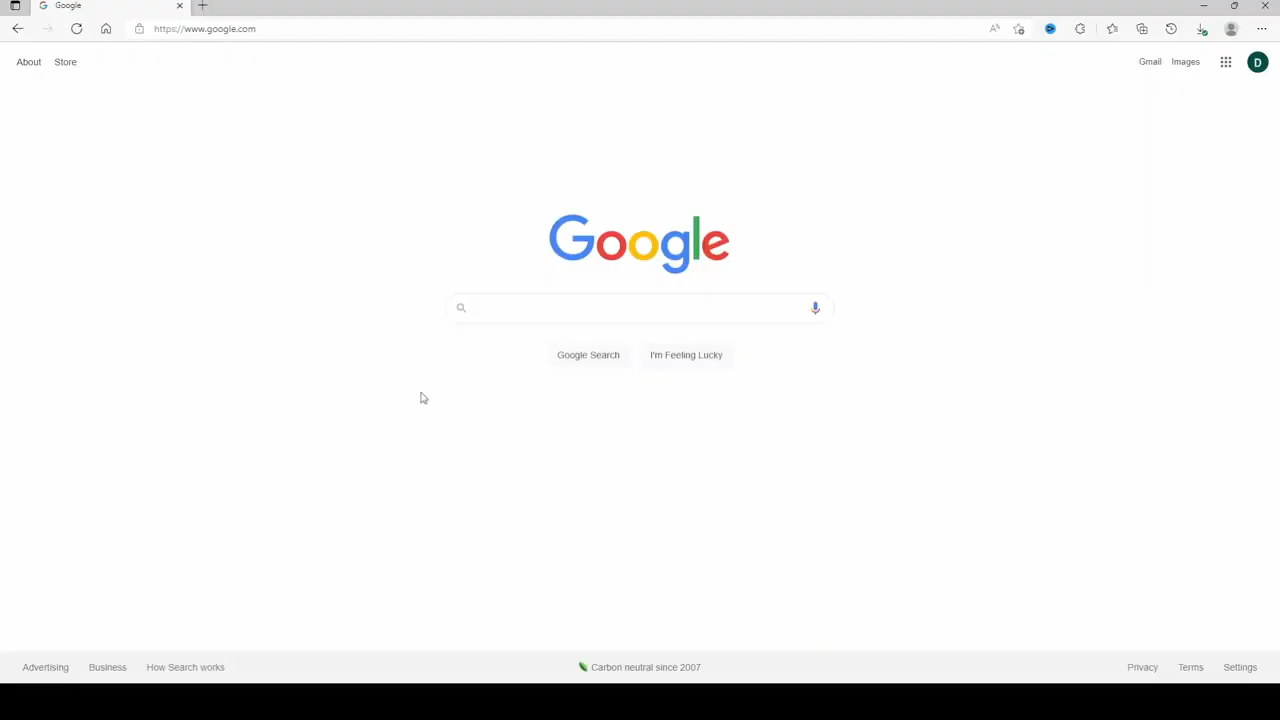 Google
https://www.google.com
About Store
Gmail Images
D
Google
Google Search I'm Feeling Lucky
Advertising Business How Search works
Carbon neutral since 2007
Privacy Terms Settings